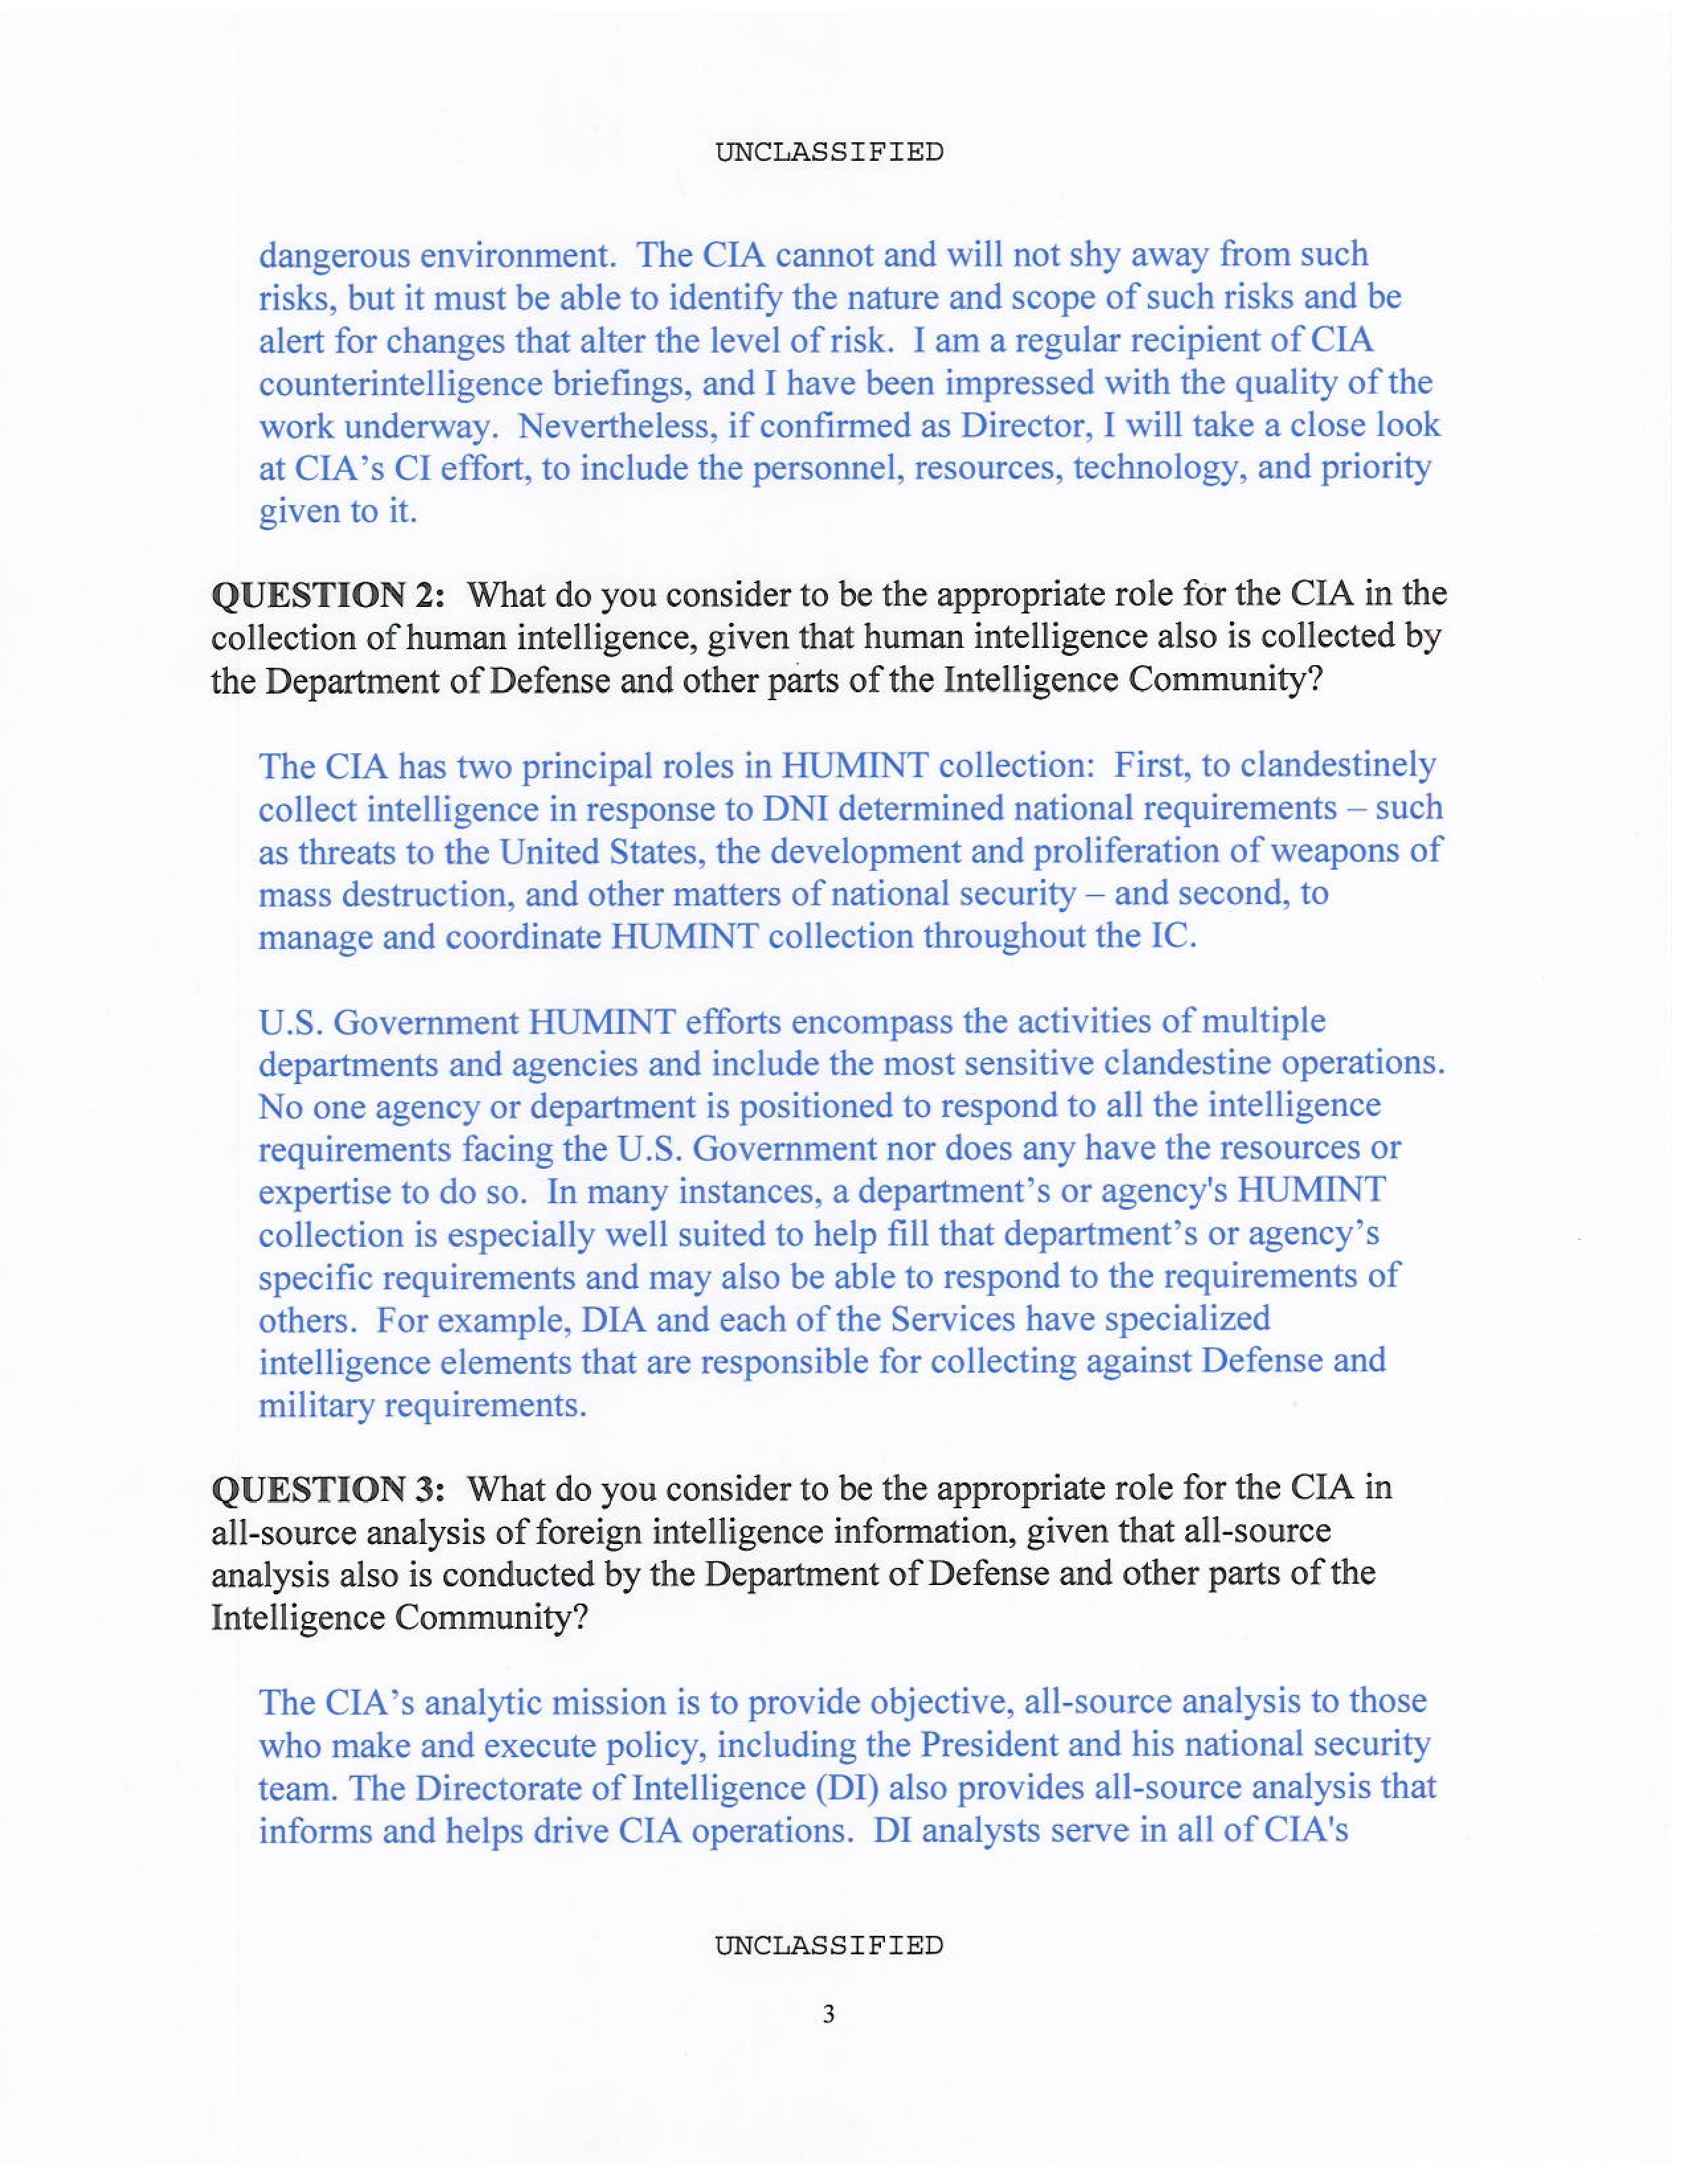 UNCLASSIFIED
dangerous environment.  The CIA cannot and will not shy away from such
risks, but it must be able to identify the nature and scope of such risks and be
alert for changes that alter the level of risk.  I am a regular recipient of CIA
counterintelligence briefings, and I have been impressed with the quality of the
work underway.  Nevertheless, if confirmed as Director, I will take a close look
at CIA’s CI effort, to include the personnel, resources, technology, and priority
given to it.
QUESTION 2:  What do you consider to be the appropriate role for the CIA in the
collection of human intelligence, given that human intelligence also is collected by
the Department of Defense and other parts of the Intelligence Community?
The CIA has two principal roles in HUMINT collection:  First, to clandestinely
collect intelligence in response to DNI determined national requirements – such
as threats to the United States, the development and proliferation of weapons of
mass destruction, and other matters of national security – and second, to
manage and coordinate HUMINT collection throughout the IC.
U.S. Government HUMINT efforts encompass the activities of multiple
departments and agencies and include the most sensitive clandestine operations.
No one agency or department is positioned to respond to all the intelligence
requirements facing the U.S. Government nor does any have the resources or
expertise to do so.  In many instances, a department’s or agency's HUMINT
collection is especially well suited to help fill that department’s or agency’s
specific requirements and may also be able to respond to the requirements of
others.  For example, DIA and each of the Services have specialized
intelligence elements that are responsible for collecting against Defense and
military requirements.
QUESTION 3:  What do you consider to be the appropriate role for the CIA in
all-source analysis of foreign intelligence information, given that all-source
analysis also is conducted by the Department of Defense and other parts of the
Intelligence Community?
The CIA’s analytic mission is to provide objective, all-source analysis to those
who make and execute policy, including the President and his national security
team. The Directorate of Intelligence (DI) also provides all-source analysis that
informs and helps drive CIA operations.  DI analysts serve in all of CIA's
UNCLASSIFIED
3